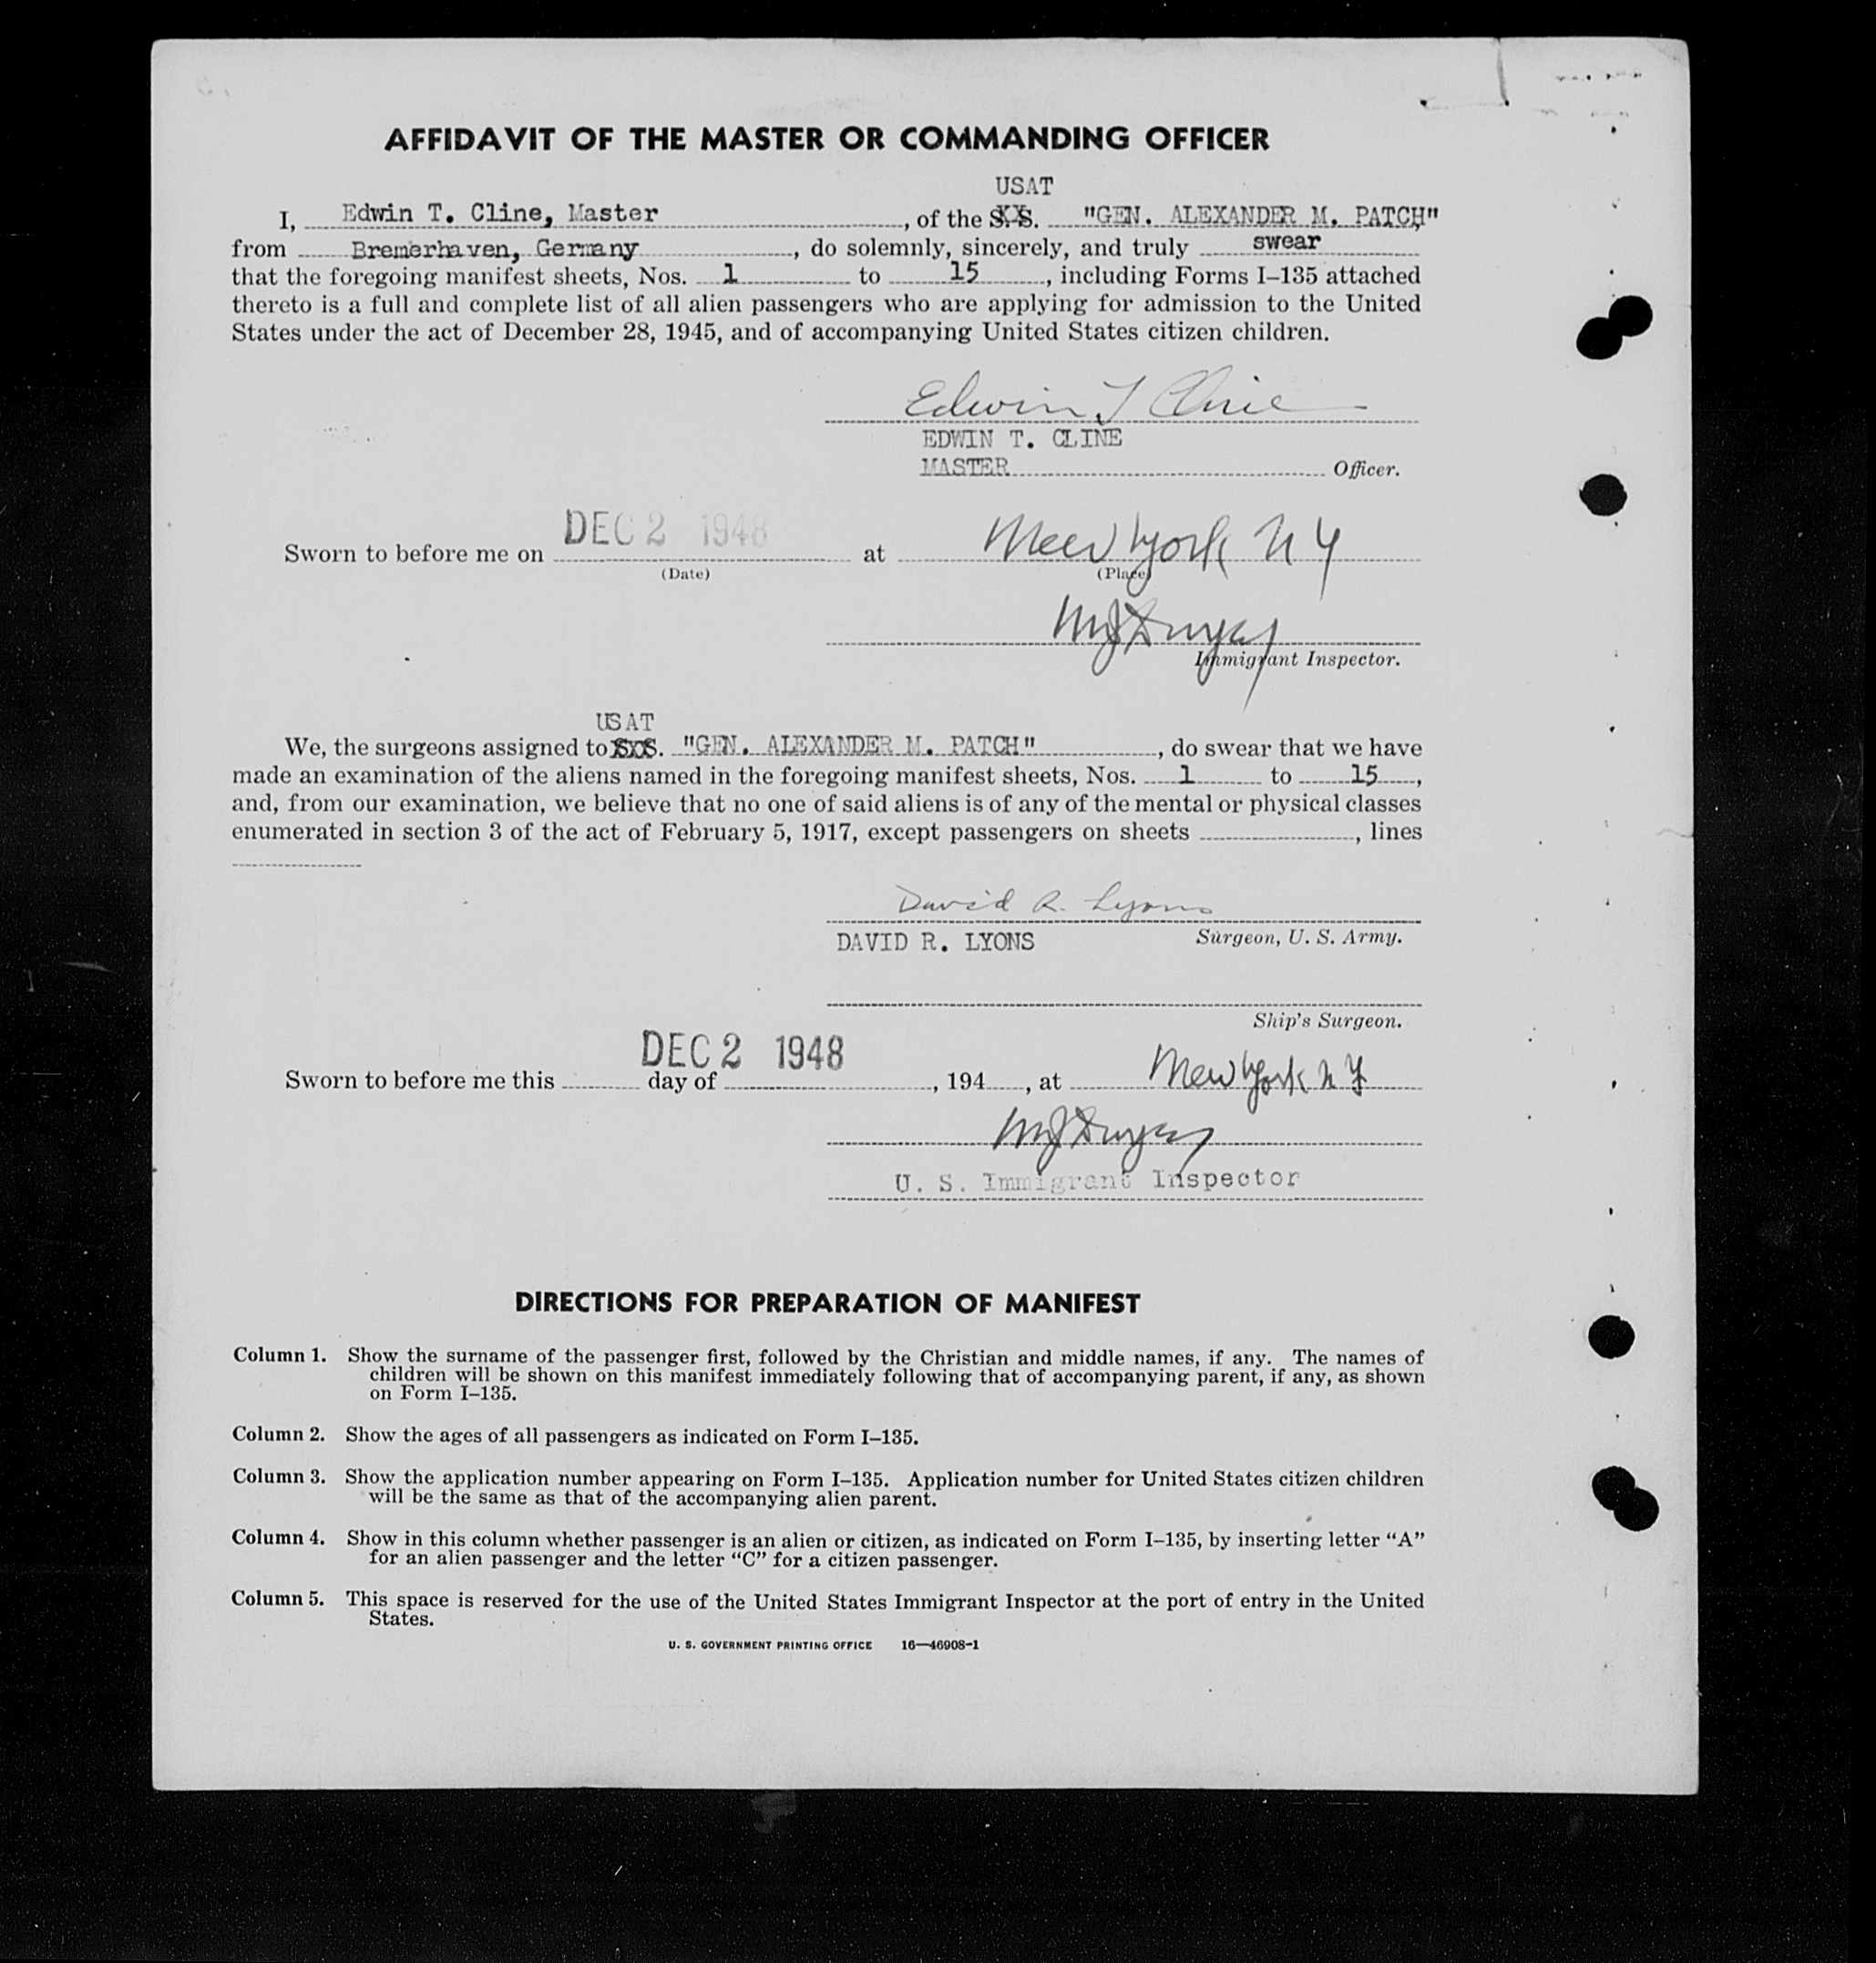 AFFIDAVIT OF THE MASTER OR COMMANDING OFFICER
USAT
I, Edwin T. Cline, Master, of the S.S. "GEN. ALEXANDER M. PATCH,"
from Bremerhaven, Germany, do solemnly, sincerely, and truly swear
that the foregoing manifest sheets, Nos. 1 to 15, including Forms I–135 attached
thereto is a full and complete list of all alien passengers who are applying for admission to the United
States under the act of December 28, 1945, and of accompanying United States citizen children.
Edwin T Cline
EDWIN T. CLINE
MASTER Officer.
Sworn to before me on DEC 2 1948 at New York N Y
(Date) (Place)
Immigrant Inspector.
USAT
We, the surgeons assigned to S.S. "GEN. ALEXANDER M. PATCH", do swear that we have
made an examination of the aliens named in the foregoing manifest sheets, Nos. 1 to 15,
and, from our examination, we believe that no one of said aliens is of any of the mental or physical classes
enumerated in section 3 of the act of February 5, 1917, except passengers on sheets , lines
David R. Lyons
DAVID R. LYONS Surgeon, U. S. Army.
Ship's Surgeon.
DEC 2 1948
Sworn to before me this day of , 194 , at New York N Y
U. S. Immigrant Inspector
DIRECTIONS FOR PREPARATION OF MANIFEST
Column 1. Show the surname of the passenger first, followed by the Christian and middle names, if any. The names of
children will be shown on this manifest immediately following that of accompanying parent, if any, as shown
on Form I–135.
Column 2. Show the ages of all passengers as indicated on Form I–135.
Column 3. Show the application number appearing on Form I–135. Application number for United States citizen children
will be the same as that of the accompanying alien parent.
Column 4. Show in this column whether passenger is an alien or citizen, as indicated on Form I–135, by inserting letter “A”
for an alien passenger and the letter “C” for a citizen passenger.
Column 5. This space is reserved for the use of the United States Immigrant Inspector at the port of entry in the United
States.
U. S. GOVERNMENT PRINTING OFFICE 16—46908-1